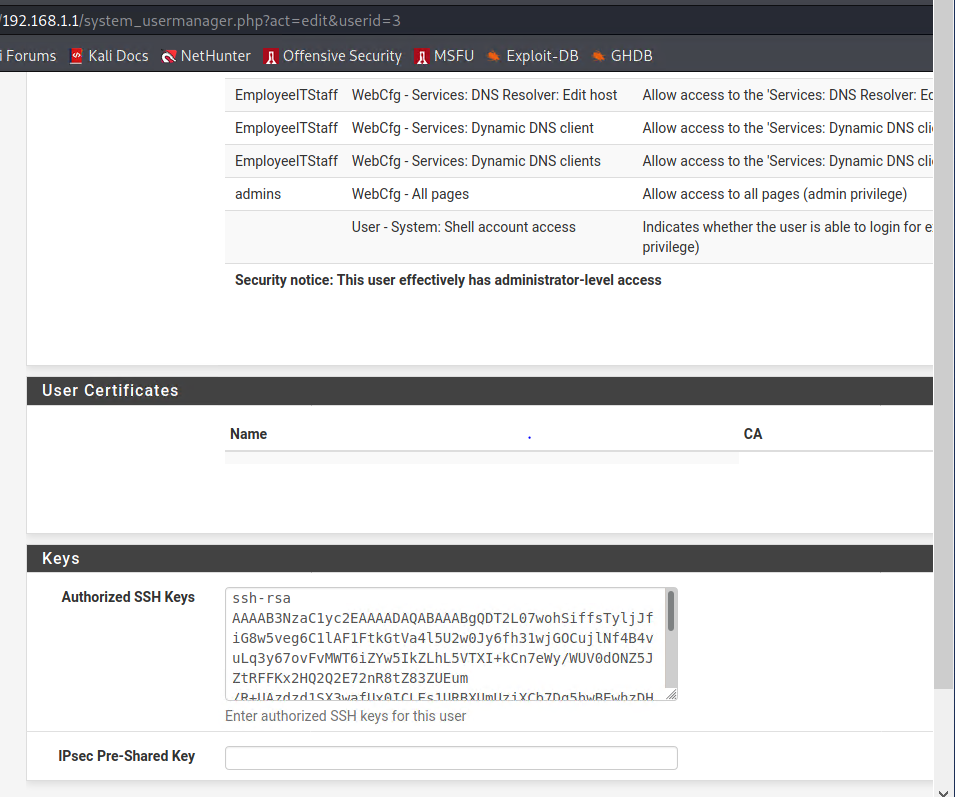 /192.168.1.1/system_usermanager.php?act=edit&userid=3
i Forums Kali Docs NetHunter Offensive Security MSFU Exploit-DB GHDB
EmployeeITStaff WebCfg - Services: DNS Resolver: Edit host Allow access to the 'Services: DNS Resolver: Ed
EmployeeITStaff WebCfg - Services: Dynamic DNS client Allow access to the 'Services: Dynamic DNS cli
EmployeeITStaff WebCfg - Services: Dynamic DNS clients Allow access to the 'Services: Dynamic DNS cli
admins WebCfg - All pages Allow access to all pages (admin privilege)
User - System: Shell account access Indicates whether the user is able to login for e
privilege)
Security notice: This user effectively has administrator-level access
User Certificates
Name . CA
Keys
Authorized SSH Keys
ssh-rsa
AAAAB3NzaC1yc2EAAAADAQABAAABgQDT2L07wohSiffsTyljJf
iG8w5veg6C1lAF1FtkGtVa4l5U2w0Jy6fh31wjGOCujlNf4B4v
uLq3y67ovFvMWT6iZYw5IkZLhL5VTXI+kCn7eWy/WUV0dONZ5J
ZtRFFKx2HQ2Q2E72nR8tZ83ZUEum
Enter authorized SSH keys for this user
IPsec Pre-Shared Key